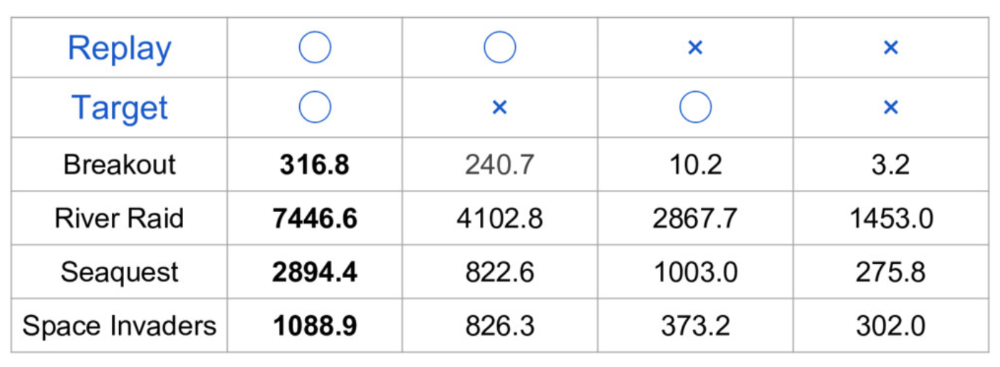 Replay ○ ○ × ×
Target ○ × ○ ×
Breakout 316.8 240.7 10.2 3.2
River Raid 7446.6 4102.8 2867.7 1453.0
Seaquest 2894.4 822.6 1003.0 275.8
Space Invaders 1088.9 826.3 373.2 302.0